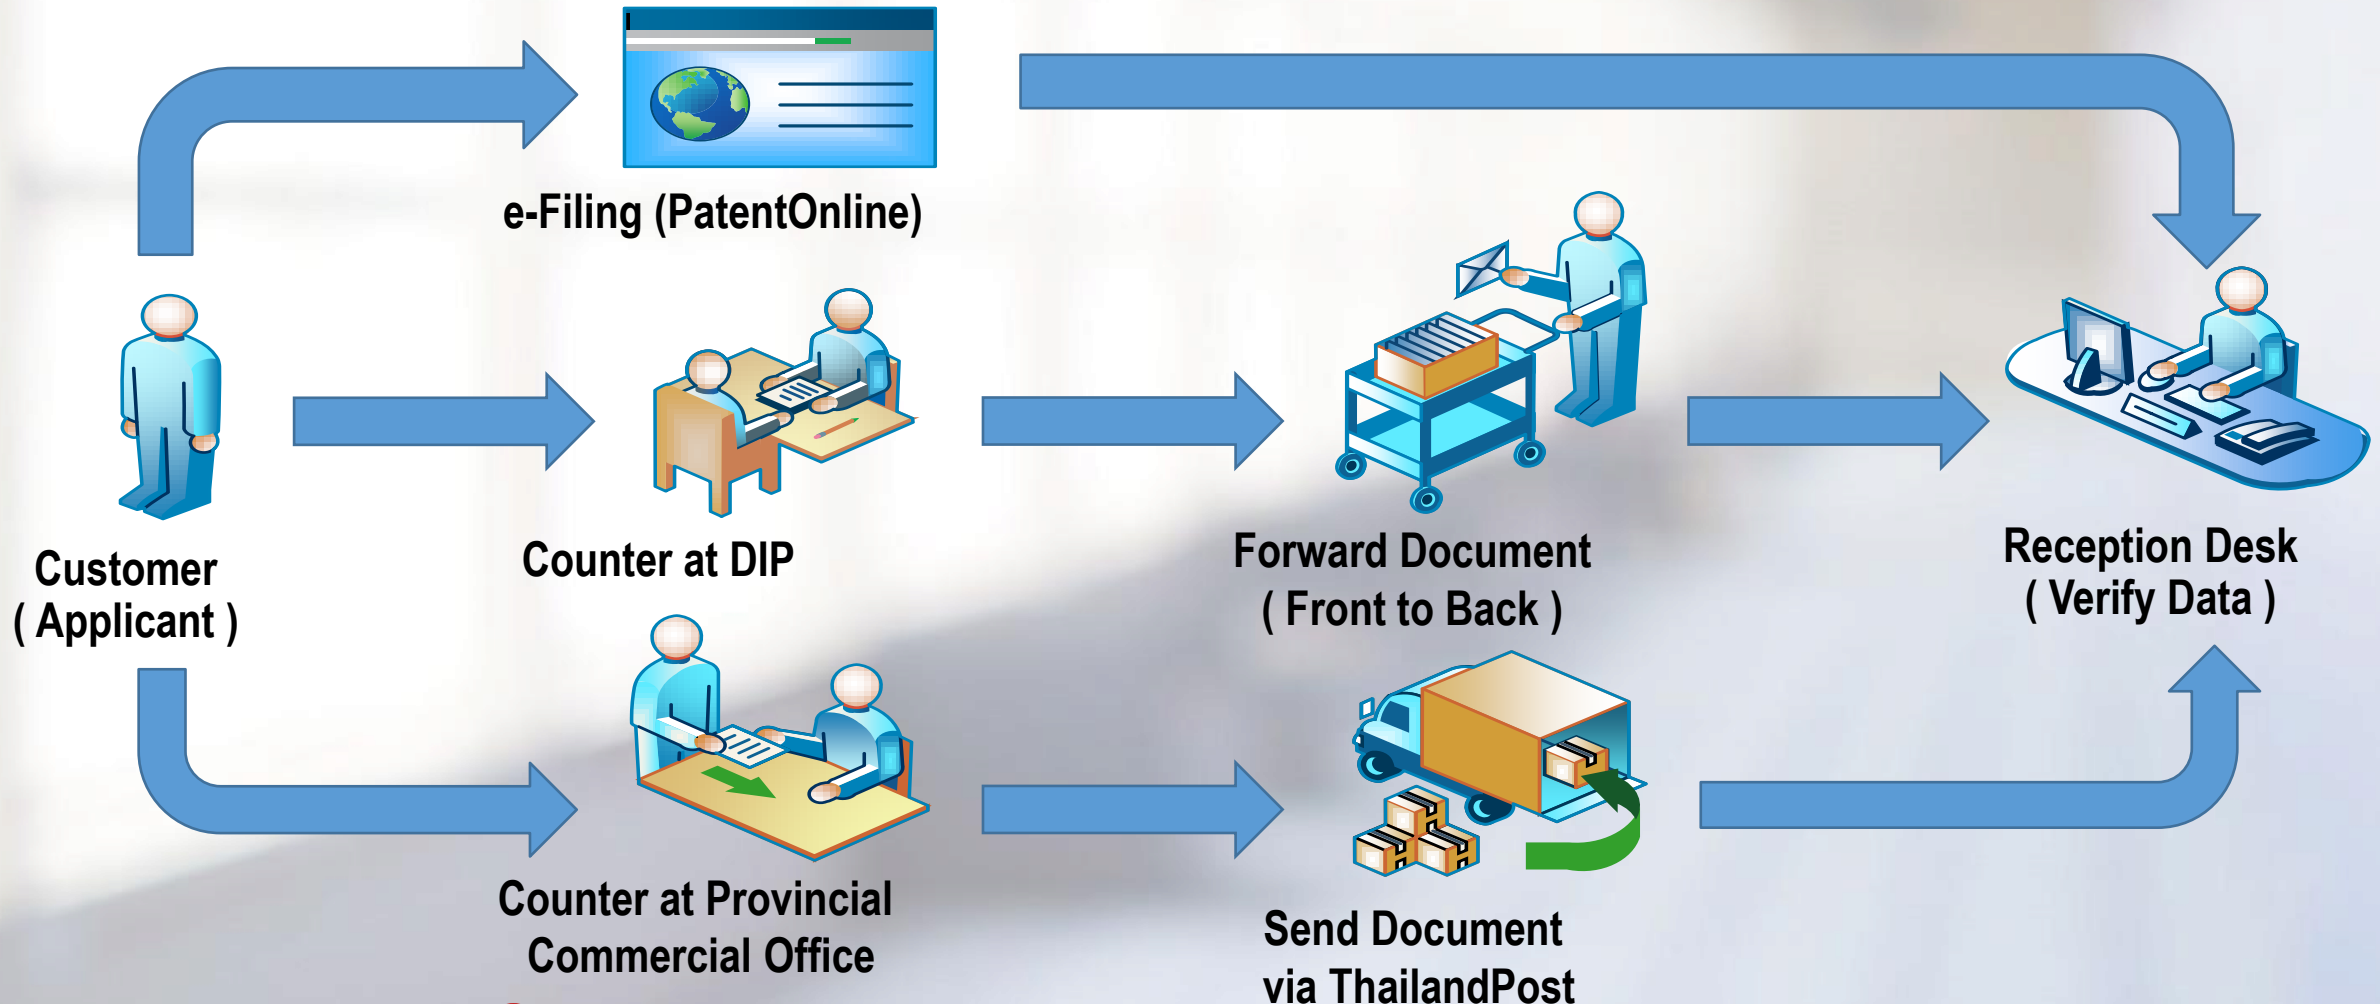 e-Filing (PatentOnline)
Customer
( Applicant )
Counter at DIP
Forward Document
( Front to Back )
Reception Desk
( Verify Data )
Counter at Provincial
Commercial Office
Send Document
via ThailandPost